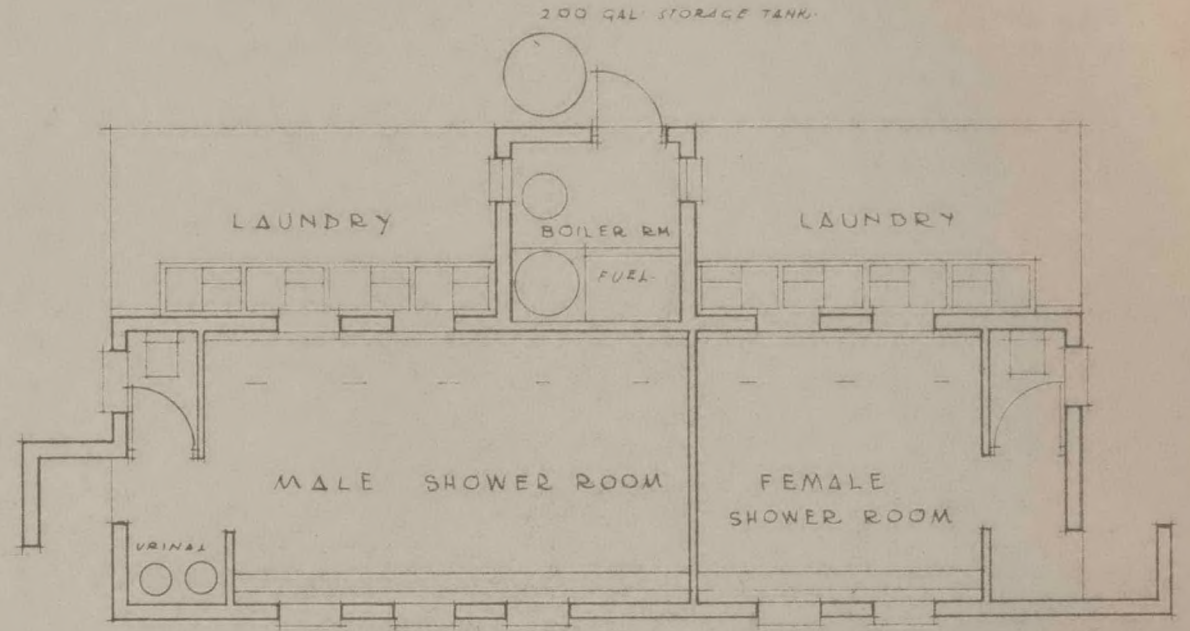 200 GAL. STORAGE TANK.
LAUNDRY
BOILER RM
LAUNDRY
FUEL.
MALE SHOWER ROOM
FEMALE
SHOWER ROOM
URINAL